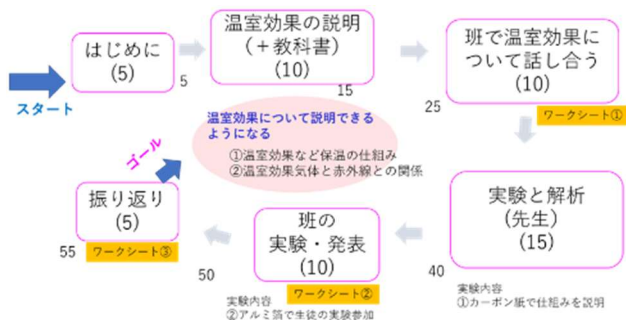 スタート
はじめに
(5)
5
温室効果の説明
(+教科書)
(10)
15
班で温室効果に
ついて話し合う
(10)
25
ワークシート①
温室効果について説明できる
ようになる
①温室効果など保温の仕組み
②温室効果気体と赤外線との関係
実験と解析
(先生)
(15)
40
実験内容
①カーボン紙で仕組みを説明
班の
実験・発表
(10)
50
ワークシート②
実験内容
②アルミ箔で生徒の実験参加
振り返り
(5)
55
ワークシート③
ゴール